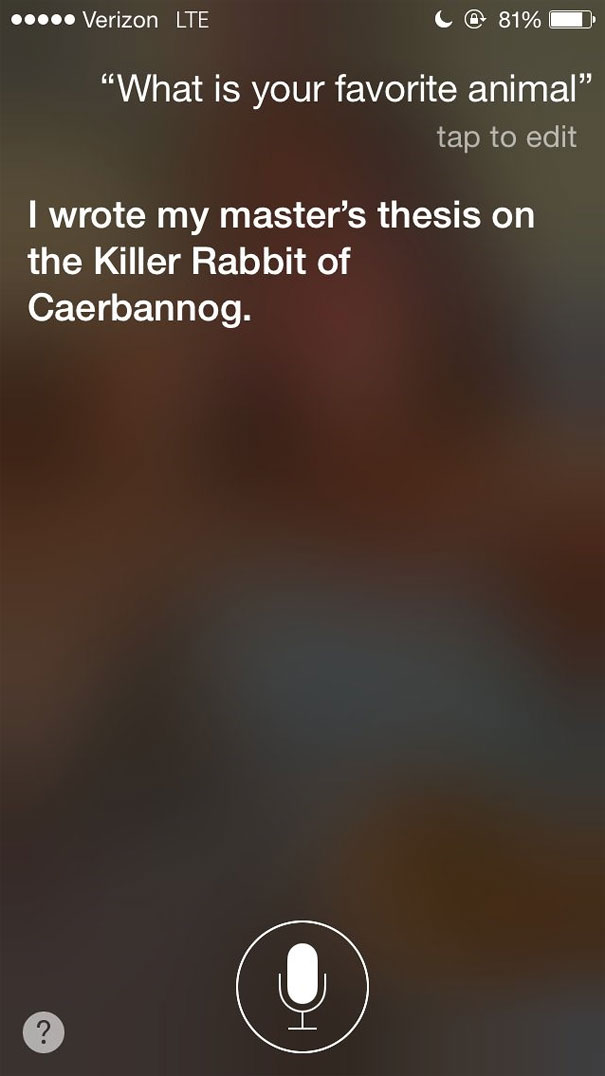 Verizon LTE 81%
“What is your favorite animal”
tap to edit
I wrote my master’s thesis on
the Killer Rabbit of
Caerbannog.
?